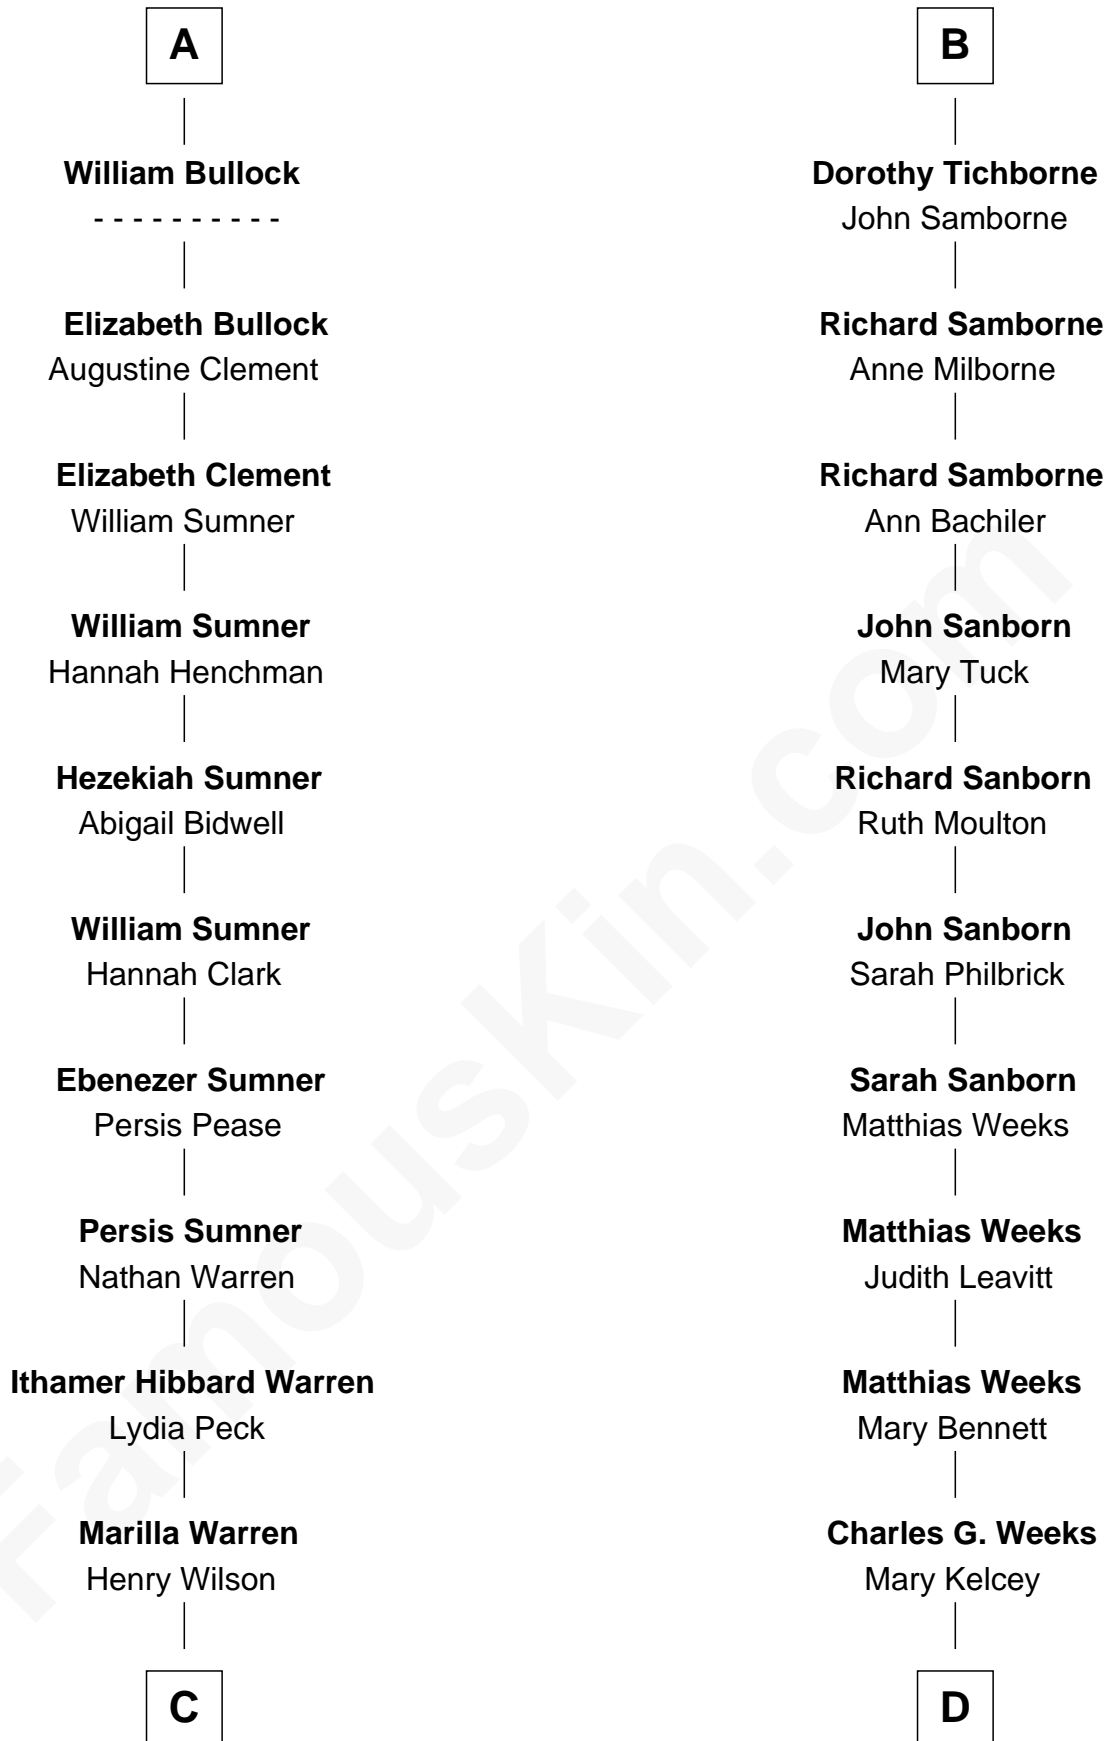 A
William Bullock
- - - - - - - - - -
Elizabeth Bullock
Augustine Clement
Elizabeth Clement
William Sumner
William Sumner
Hannah Henchman
Hezekiah Sumner
Abigail Bidwell
William Sumner
Hannah Clark
Ebenezer Sumner
Persis Pease
Persis Sumner
Nathan Warren
Ithamer Hibbard Warren
Lydia Peck
Marilla Warren
Henry Wilson
C
B
Dorothy Tichborne
John Samborne
Richard Samborne
Anne Milborne
Richard Samborne
Ann Bachiler
John Sanborn
Mary Tuck
Richard Sanborn
Ruth Moulton
John Sanborn
Sarah Philbrick
Sarah Sanborn
Matthias Weeks
Matthias Weeks
Judith Leavitt
Matthias Weeks
Mary Bennett
Charles G. Weeks
Mary Kelcey
D
FamousKin.com